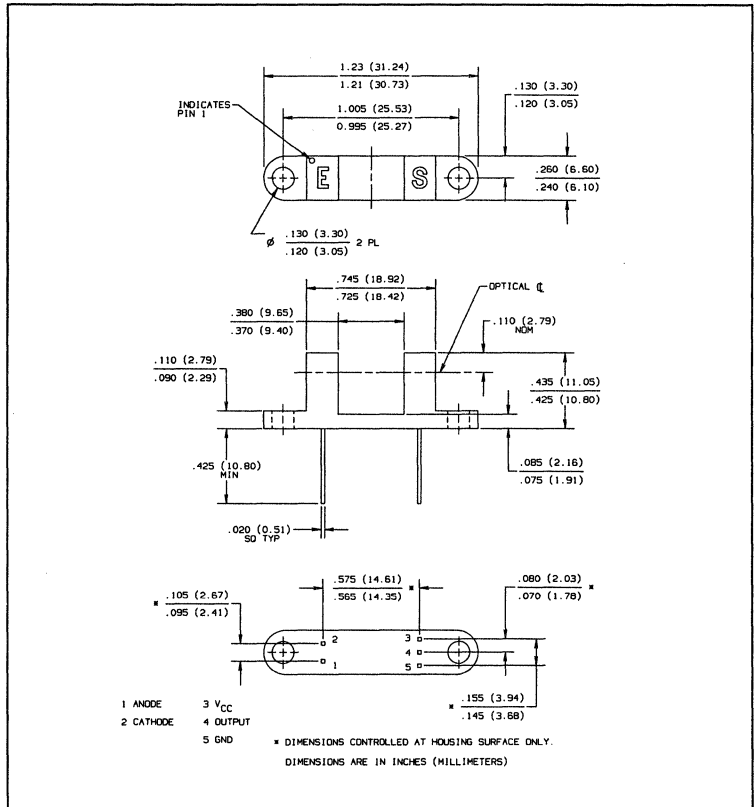 1.23 (31.24)
1.21 (30.73)
.130 (3.30)
.120 (3.05)
INDICATES
PIN 1
1.005 (25.53)
0.995 (25.27)
E
S
.260 (6.60)
.240 (6.10)
ø .130 (3.30) 2 PL
.120 (3.05)
.745 (18.92)
.725 (18.42)
OPTICAL ℄
.380 (9.65)
.370 (9.40)
.110 (2.79)
NOM
.110 (2.79)
.090 (2.29)
.435 (11.05)
.425 (10.80)
.425 (10.80)
MIN
.085 (2.16)
.075 (1.91)
.020 (0.51)
SQ TYP
.575 (14.61) *
.565 (14.35)
.080 (2.03) *
.070 (1.78)
* .105 (2.67)
.095 (2.41)
2
3
4
1
5
* .155 (3.94)
.145 (3.68)
1 ANODE 3 VCC
2 CATHODE 4 OUTPUT
5 GND
* DIMENSIONS CONTROLLED AT HOUSING SURFACE ONLY.
DIMENSIONS ARE IN INCHES (MILLIMETERS)